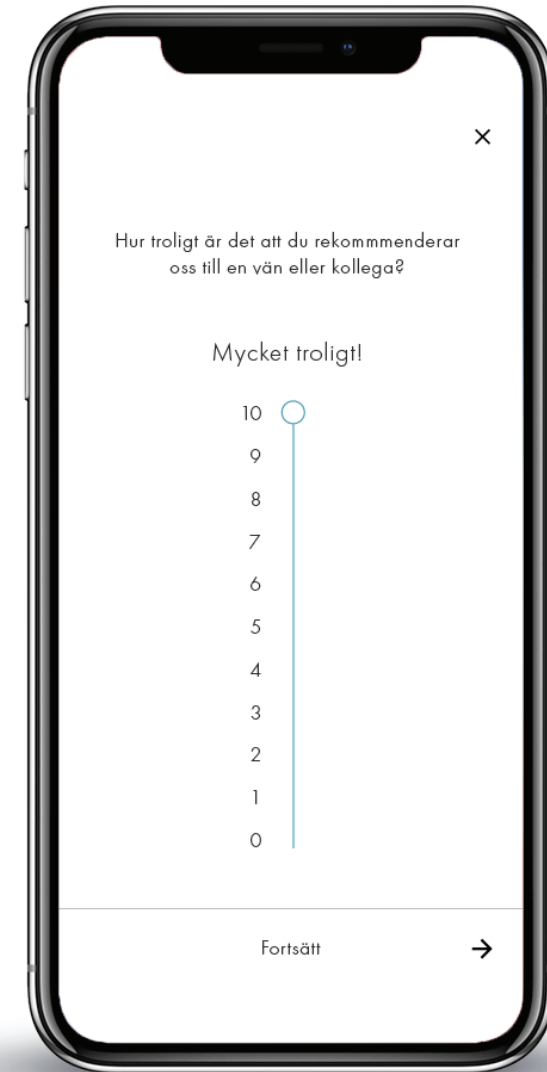 Hur troligt är det att du rekommmenderar
oss till en vän eller kollega?
Mycket troligt!
10
9
8
7
6
5
4
3
2
1
0
Fortsätt